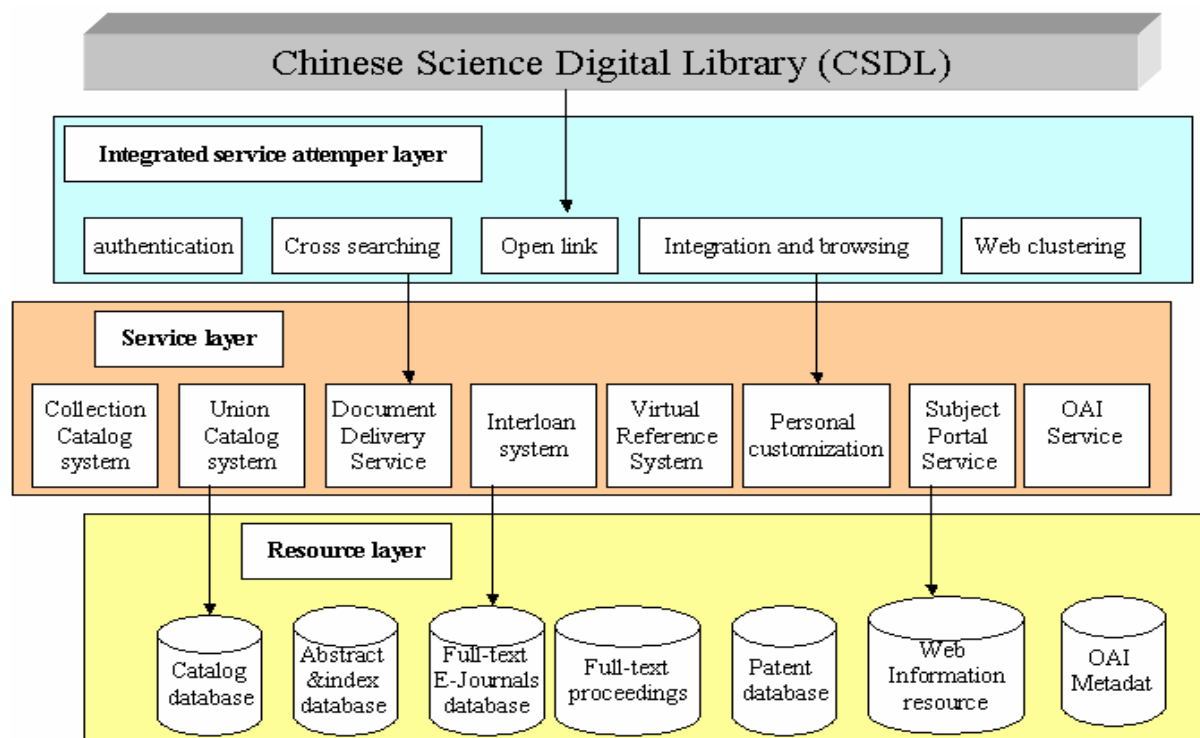 Chinese Science Digital Library (CSDL)
Integrated service attemper layer
authentication
Cross searching
Open link
Integration and browsing
Web clustering
Service layer
Collection
Catalog
system
Union
Catalog
system
Document
Delivery
Service
Interloan
system
Virtual
Reference
System
Personal
customization
Subject
Portal
Service
OAI
Service
Resource layer
Catalog
database
Abstract
&index
database
Full-text
E-Journals
database
Full-text
proceedings
Patent
database
Web
Information
resource
OAI
Metadat